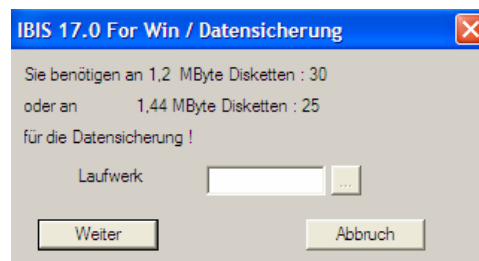 IBIS 17.0 For Win / Datensicherung
Sie benötigen an 1,2 MByte Disketten : 30
oder an 1,44 MByte Disketten : 25
für die Datensicherung !
Laufwerk ...
Weiter Abbruch